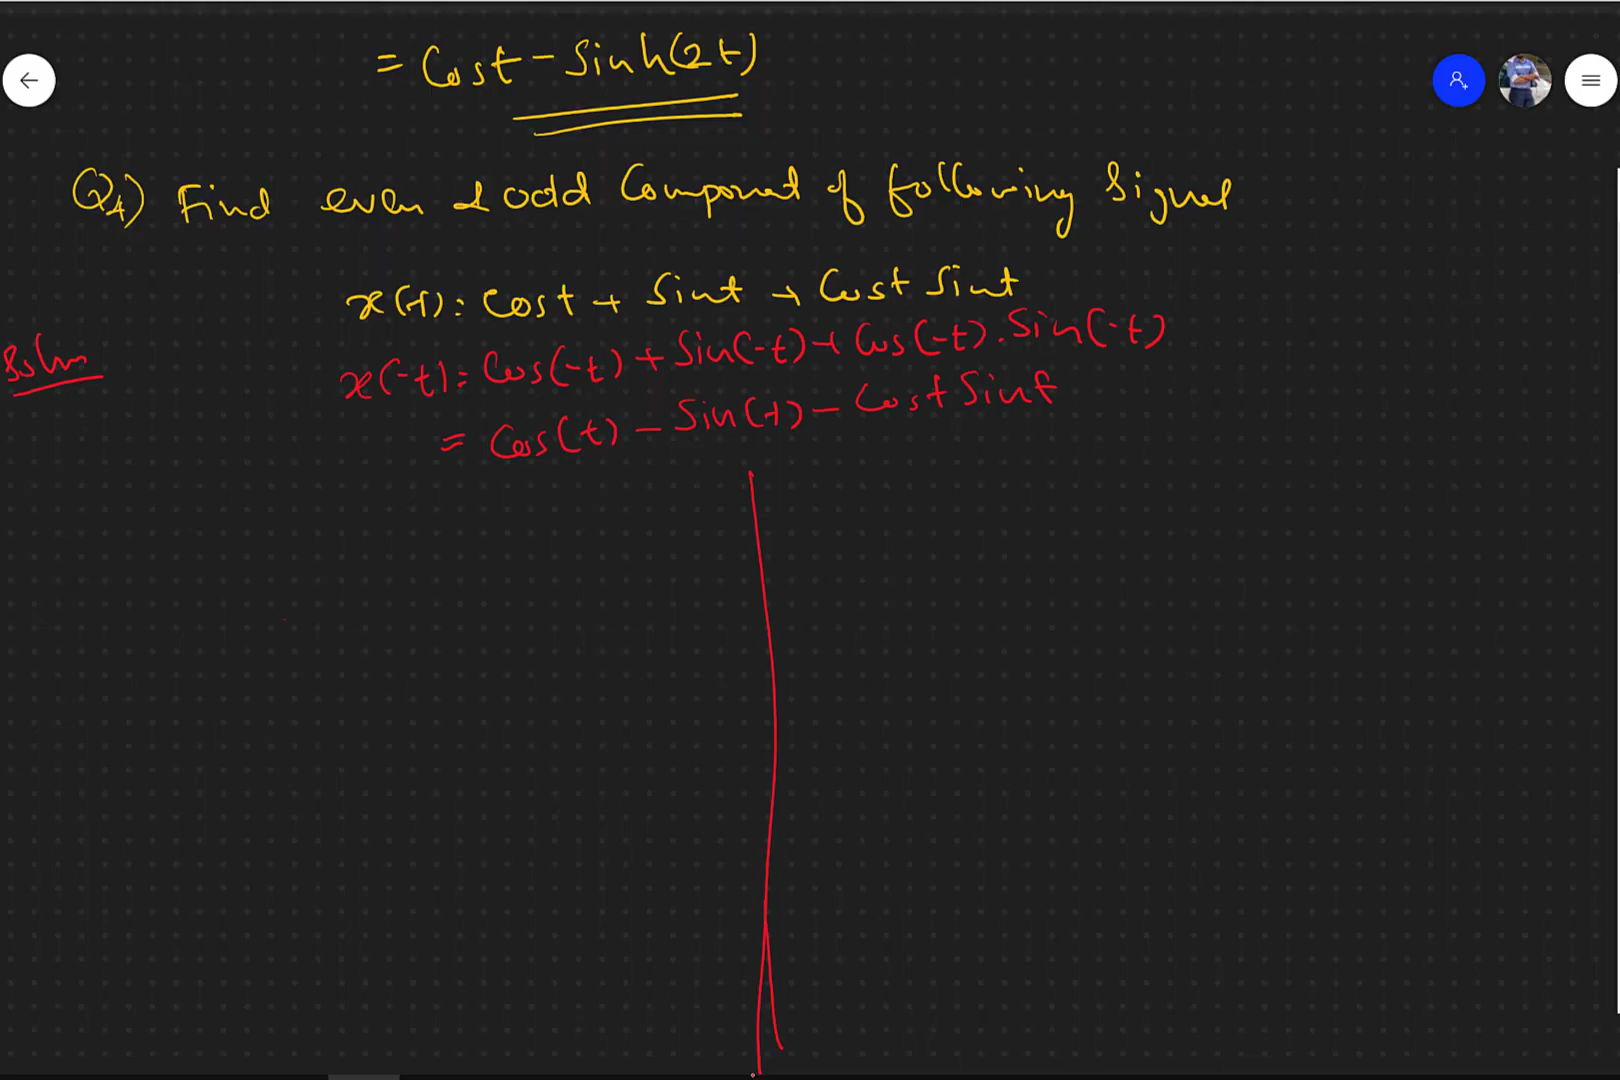 = Cost - Sinh(2t)
Q4) Find even & odd Component of following Signal
x(t): Cost + Sint + Cost Sint
Soln
x(-t): Cos(-t) + Sin(-t) + Cos(-t). Sin(-t)
= Cos(t) - Sin(t) - Cost Sint